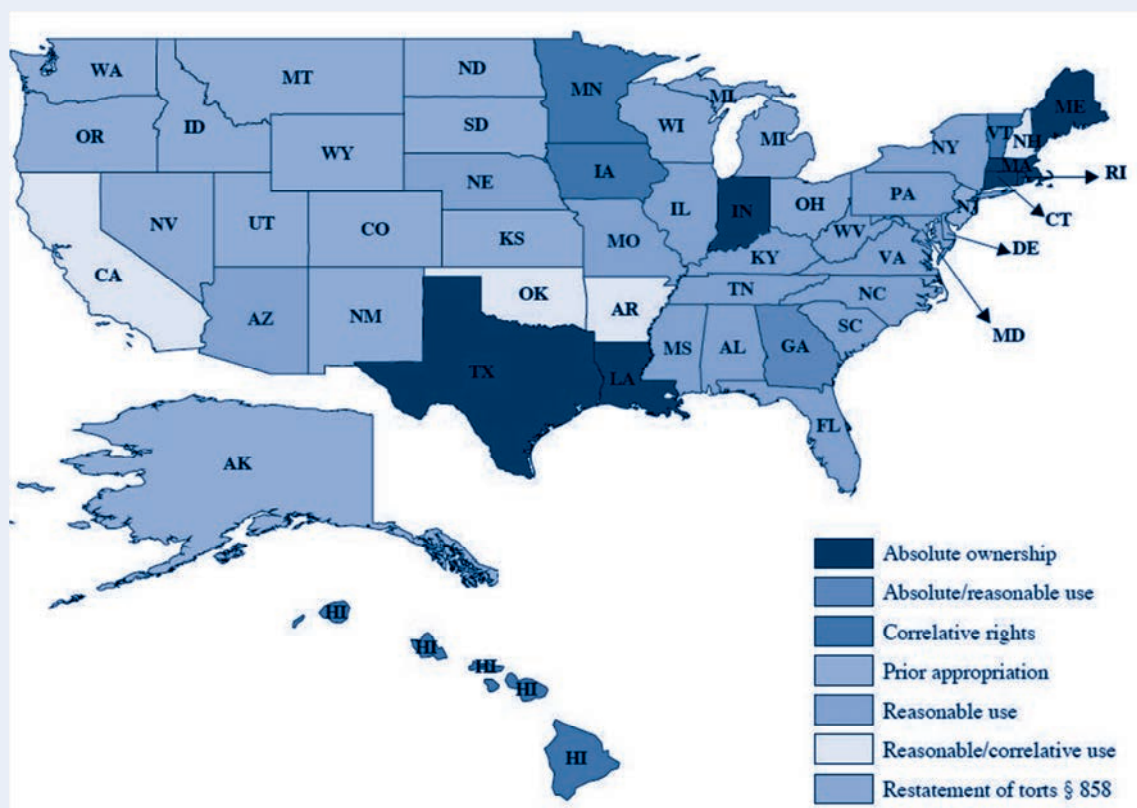 WA
MT
ND
MN
ME
OR
ID
SD
WI
MI
MI
VT
NH
WY
NY
MA
RI
NE
IA
PA
NJ
CT
NV
UT
CO
IL
IN
OH
WV
DE
CA
KS
MO
KY
VA
MD
AZ
NM
OK
AR
TN
NC
SC
TX
LA
MS
AL
GA
FL
AK
HI
HI
HI
HI
HI
Absolute ownership
Absolute/reasonable use
Correlative rights
Prior appropriation
Reasonable use
Reasonable/correlative use
Restatement of torts § 858